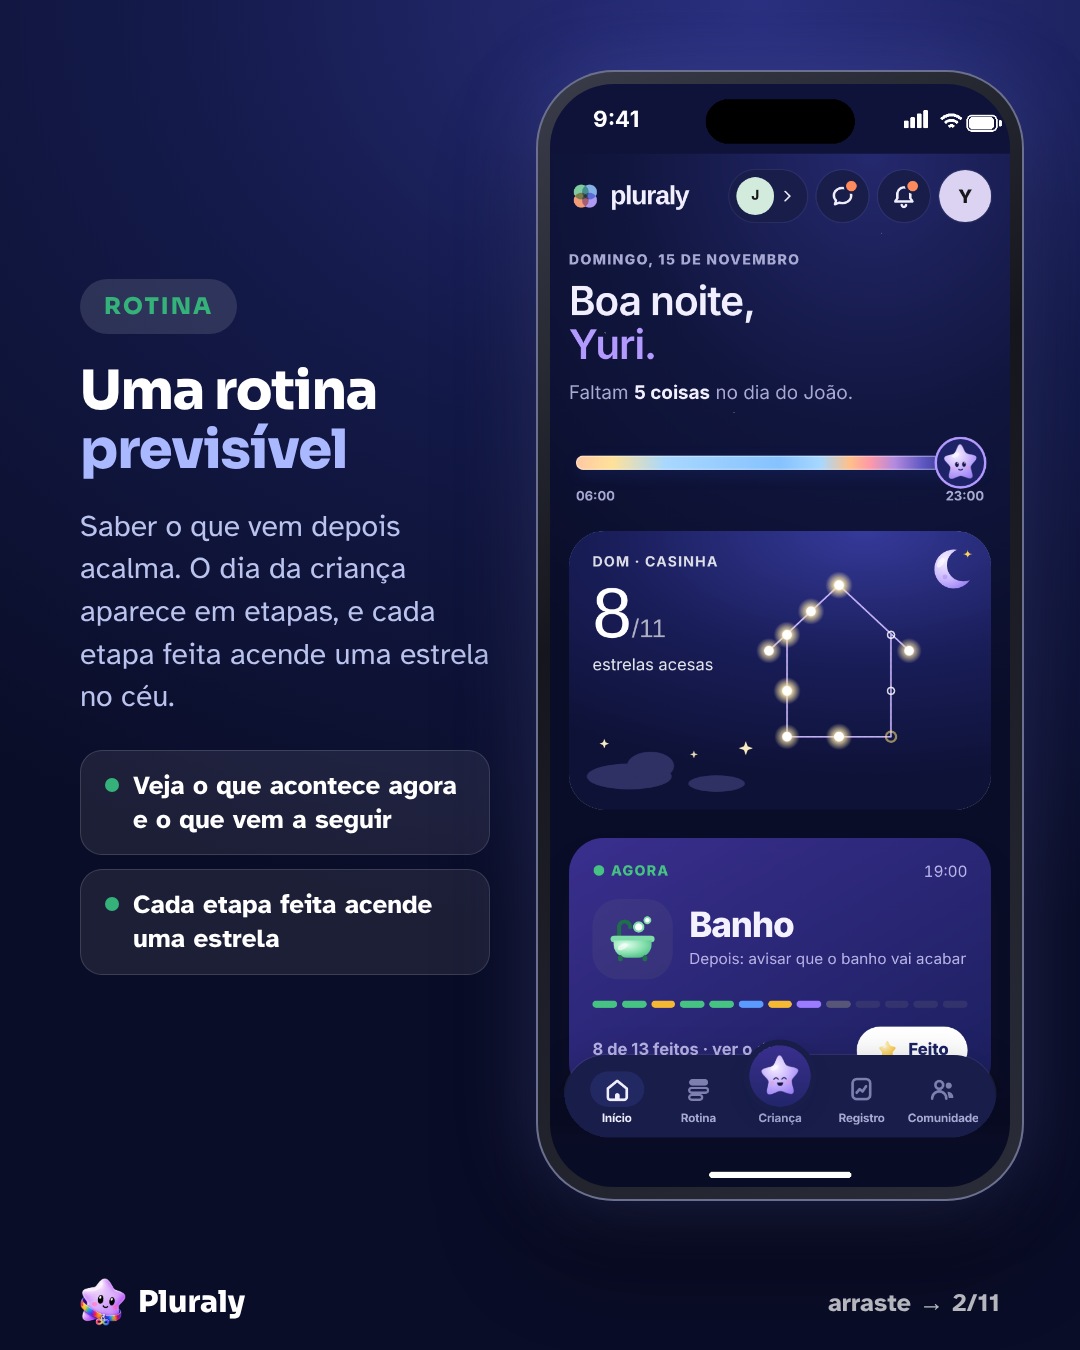 ROTINA
Uma rotina
previsível
Saber o que vem depois
acalma. O dia da criança
aparece em etapas, e cada
etapa feita acende uma estrela
no céu.
Veja o que acontece agora
e o que vem a seguir
Cada etapa feita acende
uma estrela
9:41
pluraly
J
Y
DOMINGO, 15 DE NOVEMBRO
Boa noite,
Yuri.
Faltam 5 coisas no dia do João.
06:00
23:00
DOM · CASINHA
8/11
estrelas acesas
AGORA
19:00
Banho
Depois: avisar que o banho vai acabar
8 de 13 feitos · ver o
Feito
Início
Rotina
Criança
Registro
Comunidade
Pluraly
arraste → 2/11